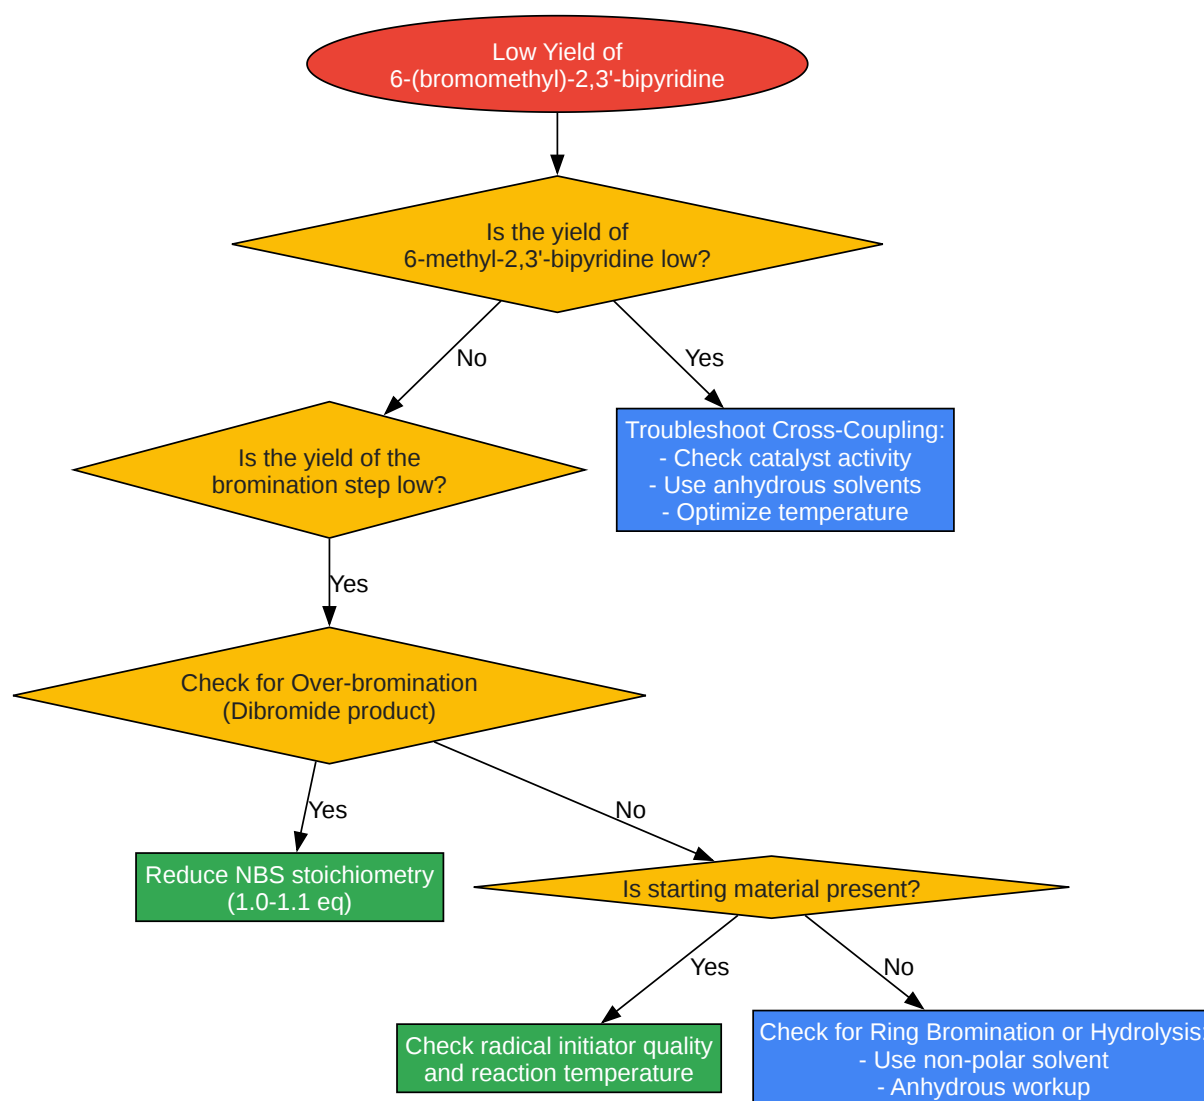 Low Yield of
6-(bromomethyl)-2,3'-bipyridine
Is the yield of
6-methyl-2,3'-bipyridine low?
No
Yes
Is the yield of the
bromination step low?
Troubleshoot Cross-Coupling:
- Check catalyst activity
- Use anhydrous solvents
- Optimize temperature
Yes
Check for Over-bromination
(Dibromide product)
Yes
No
Reduce NBS stoichiometry
(1.0-1.1 eq)
Is starting material present?
Yes
No
Check radical initiator quality
and reaction temperature
Check for Ring Bromination or Hydrolysis:
- Use non-polar solvent
- Anhydrous workup